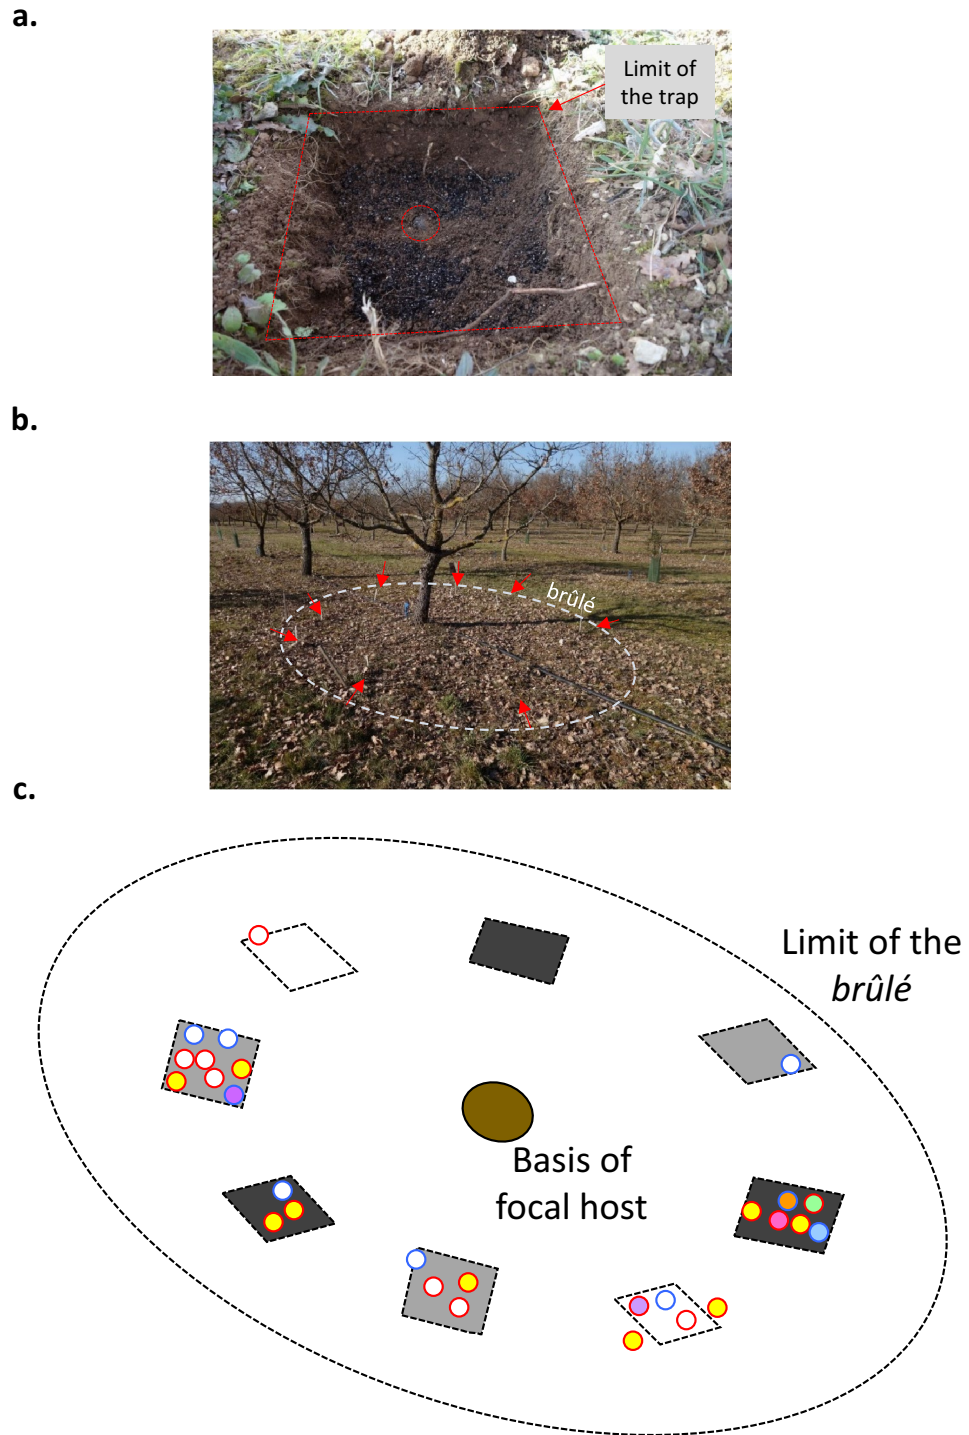 a.
Limit of
the trap
b.
brûlé
c.
Limit of the
brûlé
Basis of
focal host